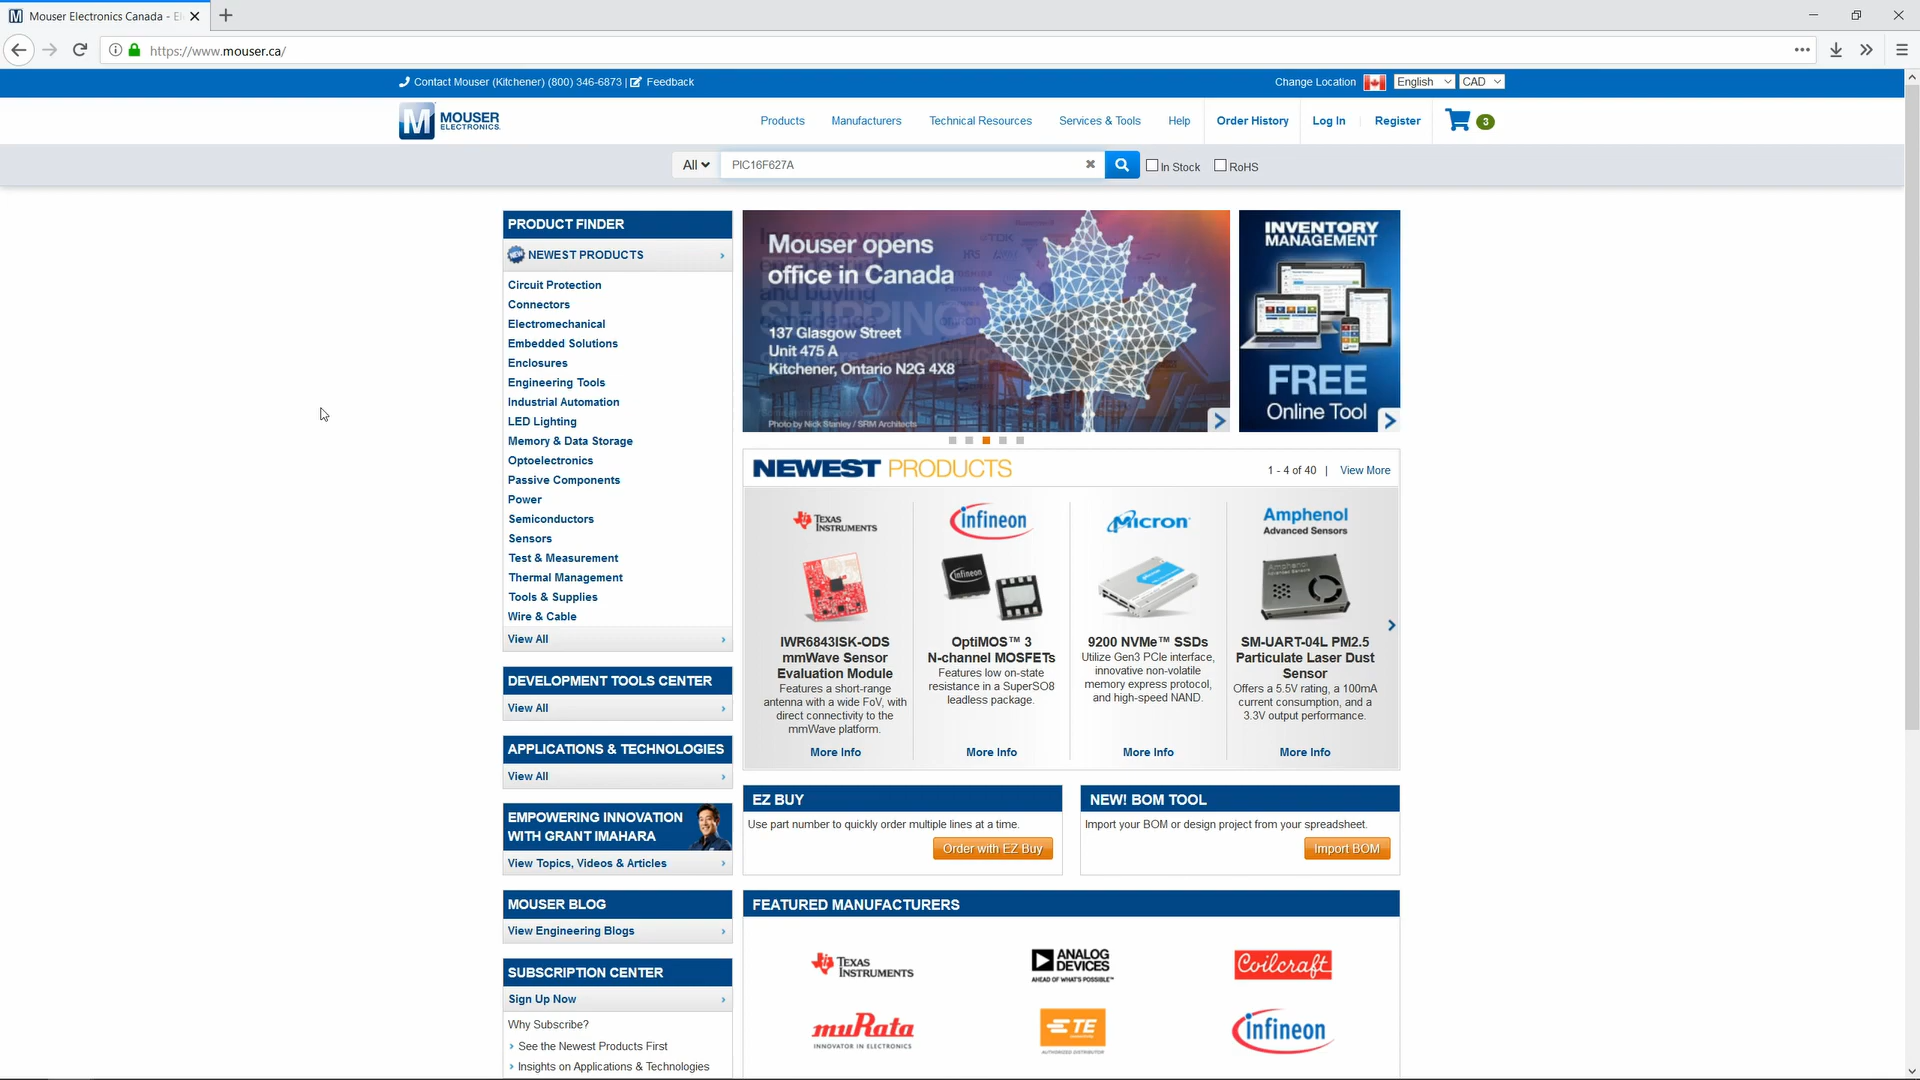 Mouser Electronics Canada - E
https://www.mouser.ca/
Contact Mouser (Kitchener) (800) 346-6873 | Feedback
Change Location English CAD
MOUSER
ELECTRONICS
Products Manufacturers Technical Resources Services & Tools Help Order History Log In Register 3
All PIC16F627A In Stock RoHS
PRODUCT FINDER
NEWEST PRODUCTS
Circuit Protection
Connectors
Electromechanical
Embedded Solutions
Enclosures
Engineering Tools
Industrial Automation
LED Lighting
Memory & Data Storage
Optoelectronics
Passive Components
Power
Semiconductors
Sensors
Test & Measurement
Thermal Management
Tools & Supplies
Wire & Cable
View All
DEVELOPMENT TOOLS CENTER
View All
APPLICATIONS & TECHNOLOGIES
View All
EMPOWERING INNOVATION
WITH GRANT IMAHARA
View Topics, Videos & Articles
MOUSER BLOG
View Engineering Blogs
SUBSCRIPTION CENTER
Sign Up Now
Why Subscribe?
See the Newest Products First
Insights on Applications & Technologies
Mouser opens
office in Canada
137 Glasgow Street
Unit 475 A
Kitchener, Ontario N2G 4X8
Photo by Nick Stanley / SRM Architects
INVENTORY
MANAGEMENT
FREE
Online Tool
NEWEST PRODUCTS
1 - 4 of 40 | View More
TEXAS
INSTRUMENTS
IWR6843ISK-ODS
mmWave Sensor
Evaluation Module
Features a short-range
antenna with a wide FoV, with
direct connectivity to the
mmWave platform.
More Info
infineon
infineon
OptiMOS™ 3
N-channel MOSFETs
Features low on-state
resistance in a SuperSO8
leadless package.
More Info
Micron
9200 NVMe™ SSDs
Utilize Gen3 PCIe interface,
innovative non-volatile
memory express protocol,
and high-speed NAND.
More Info
Amphenol
Advanced Sensors
Amphenol
SM-UART-04L PM2.5
Particulate Laser Dust
Sensor
Offers a 5.5V rating, a 100mA
current consumption, and a
3.3V output performance.
More Info
EZ BUY
Use part number to quickly order multiple lines at a time.
Order with EZ Buy
NEW! BOM TOOL
Import your BOM or design project from your spreadsheet.
Import BOM
FEATURED MANUFACTURERS
TEXAS
INSTRUMENTS
ANALOG
DEVICES
AHEAD OF WHAT'S POSSIBLE™
Coilcraft
muRata
INNOVATOR IN ELECTRONICS
TE
AUTHORIZED DISTRIBUTOR
infineon